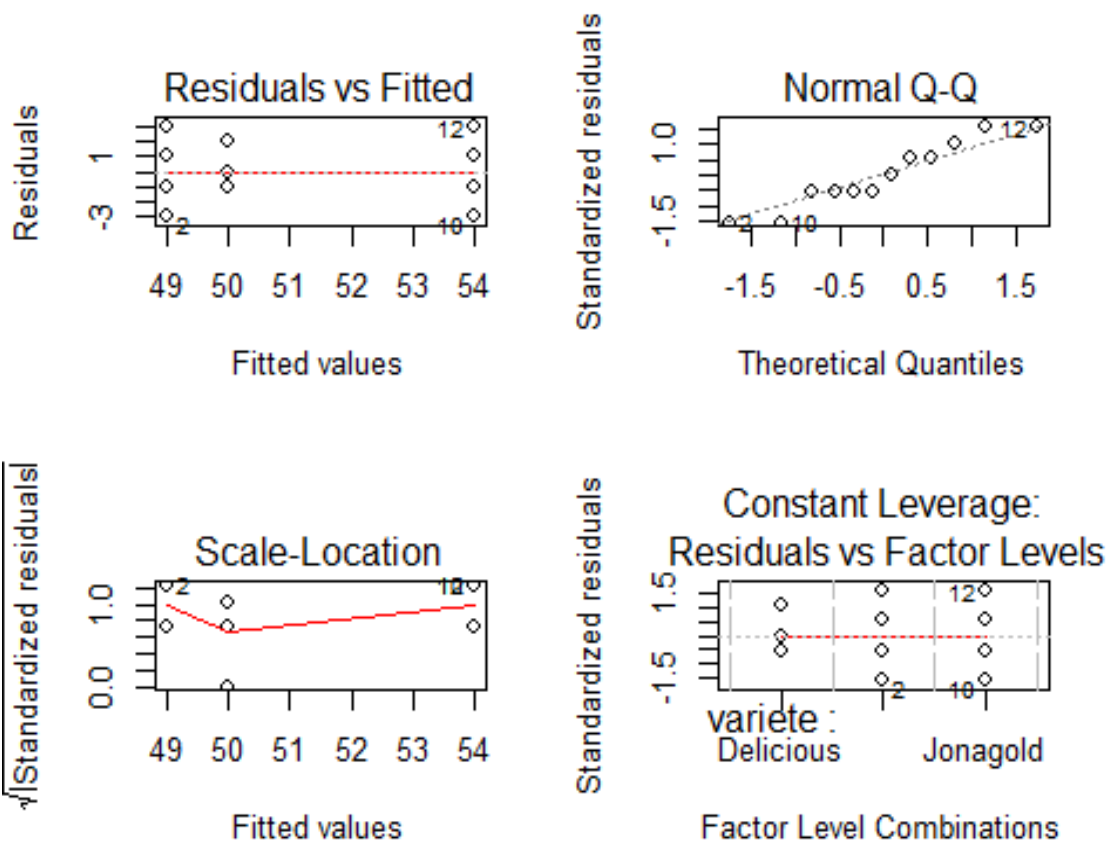 Residuals vs Fitted
Residuals
1
-3
12
2
10
49 50 51 52 53 54
Fitted values
Normal Q-Q
Standardized residuals
1.0
-1.5
12
2
10
-1.5 -0.5 0.5 1.5
Theoretical Quantiles
Scale-Location
√|Standardized residuals|
1.0
0.0
2
49 50 51 52 53 54
Fitted values
Constant Leverage:
Residuals vs Factor Levels
Standardized residuals
1.5
-1.5
12
2
10
variete :
Delicious Jonagold
Factor Level Combinations